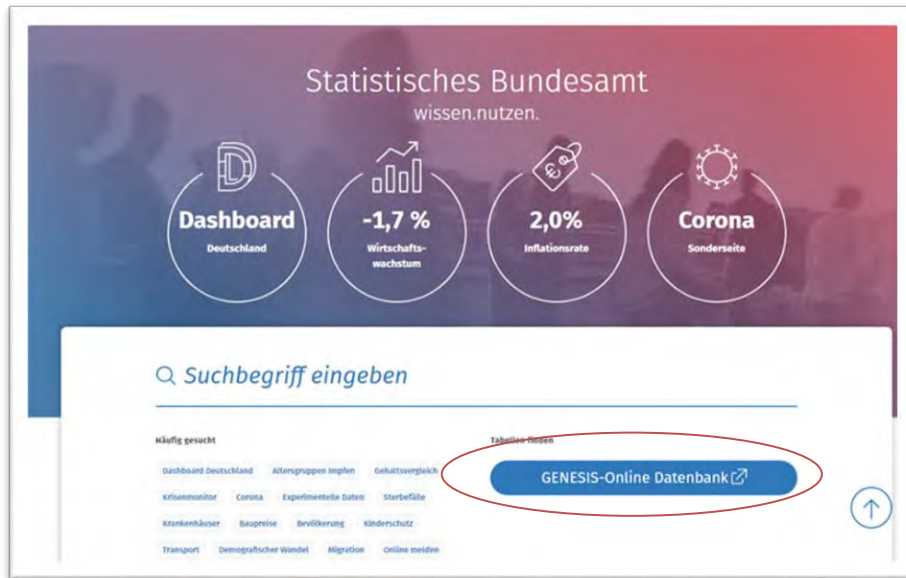 Statistisches Bundesamt
wissen.nutzen.
Dashboard
Deutschland
-1,7 %
Wirtschafts-
wachstum
2,0%
Inflationsrate
Corona
Sonderseite
Suchbegriff eingeben
Häufig gesucht
Dashboard Deutschland Altersgruppen Impfen Gehaltsvergleich
Krisenmonitor Corona Experimentelle Daten Sterbefälle
Krankenhäuser Baupreise Bevölkerung Kinderschutz
Transport Demografischer Wandel Migration Online melden
Tabellen finden
GENESIS-Online Datenbank